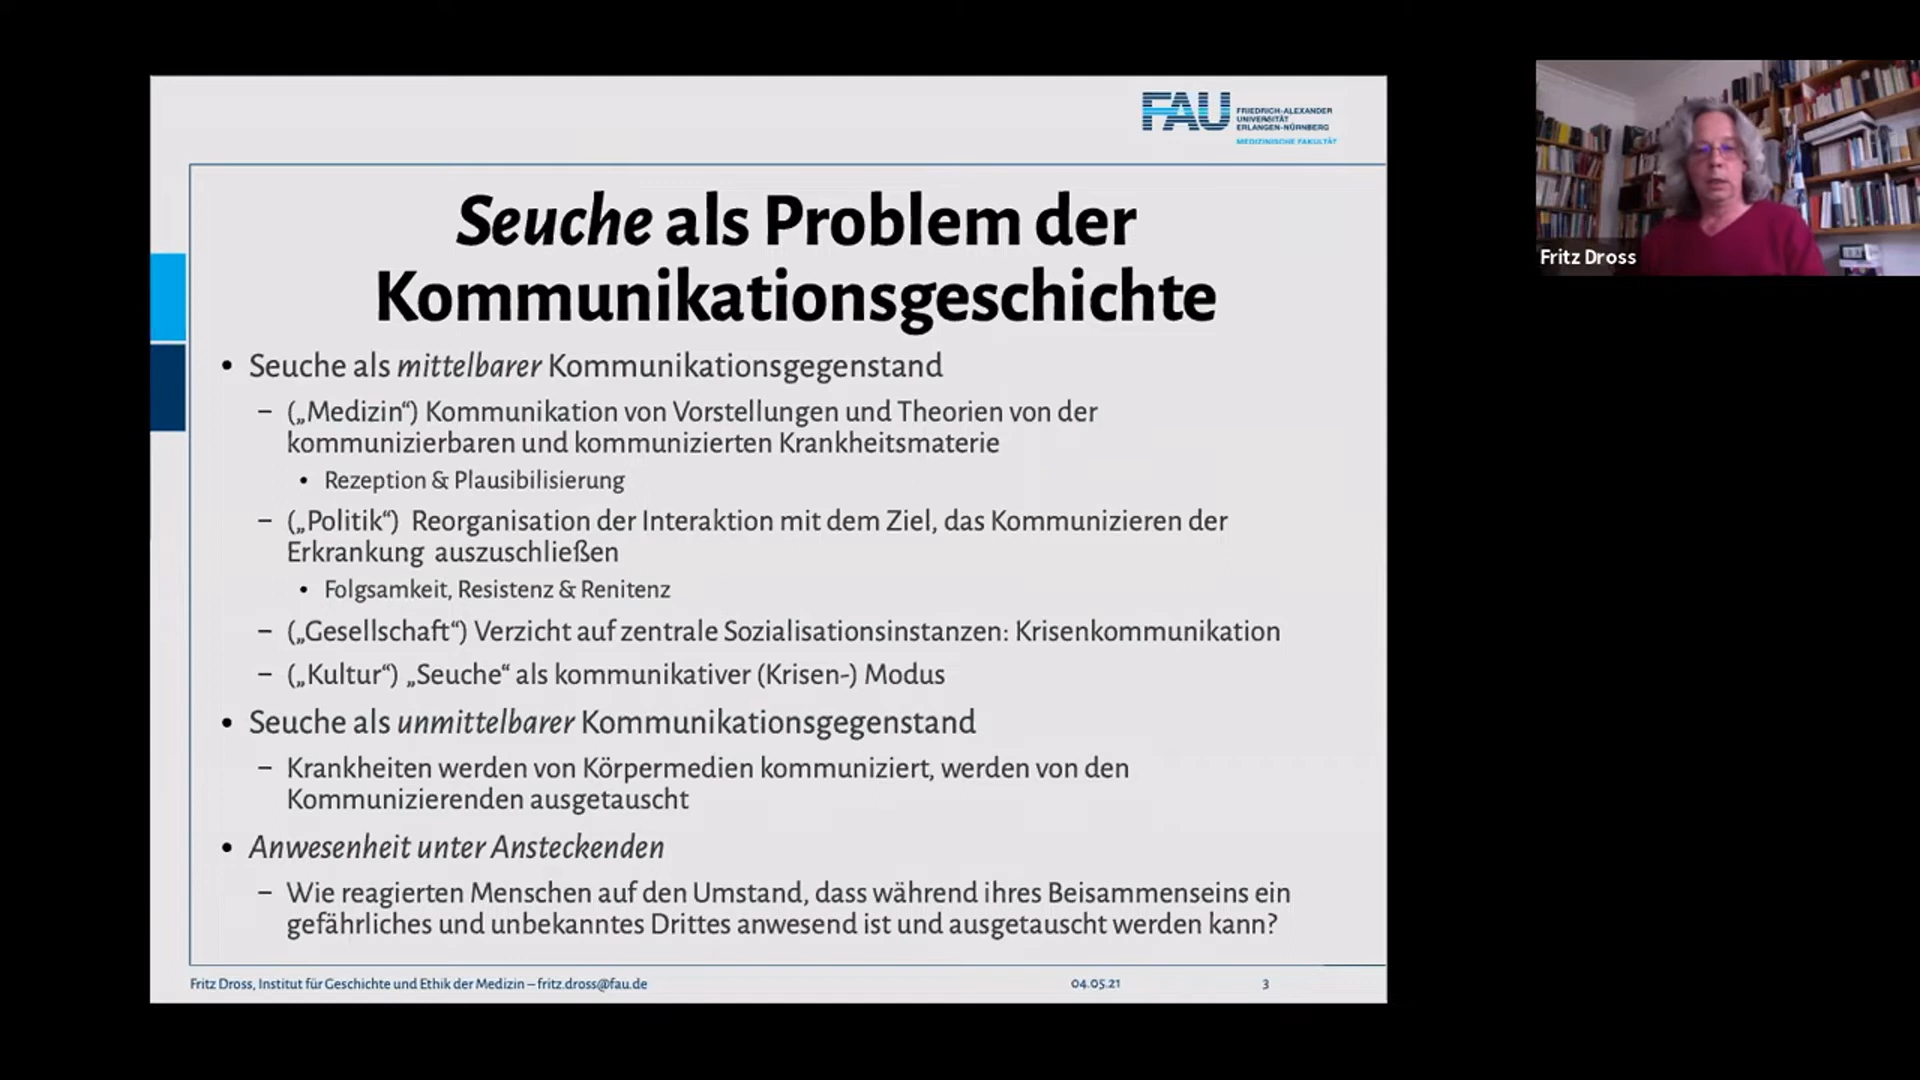 FAU FRIEDRICH-ALEXANDER
UNIVERSITÄT
ERLANGEN-NÜRNBERG
MEDIZINISCHE FAKULTÄT
Seuche als Problem der
Kommunikationsgeschichte
• Seuche als mittelbarer Kommunikationsgegenstand
– („Medizin“) Kommunikation von Vorstellungen und Theorien von der
kommunizierbaren und kommunizierten Krankheitsmaterie
• Rezeption & Plausibilisierung
– („Politik“) Reorganisation der Interaktion mit dem Ziel, das Kommunizieren der
Erkrankung auszuschließen
• Folgsamkeit, Resistenz & Renitenz
– („Gesellschaft“) Verzicht auf zentrale Sozialisationsinstanzen: Krisenkommunikation
– („Kultur“) „Seuche“ als kommunikativer (Krisen-) Modus
• Seuche als unmittelbarer Kommunikationsgegenstand
– Krankheiten werden von Körpermedien kommuniziert, werden von den
Kommunizierenden ausgetauscht
• Anwesenheit unter Ansteckenden
– Wie reagierten Menschen auf den Umstand, dass während ihres Beisammenseins ein
gefährliches und unbekanntes Drittes anwesend ist und ausgetauscht werden kann?
Fritz Dross, Institut für Geschichte und Ethik der Medizin – fritz.dross@fau.de 04.05.21 3
Fritz Dross